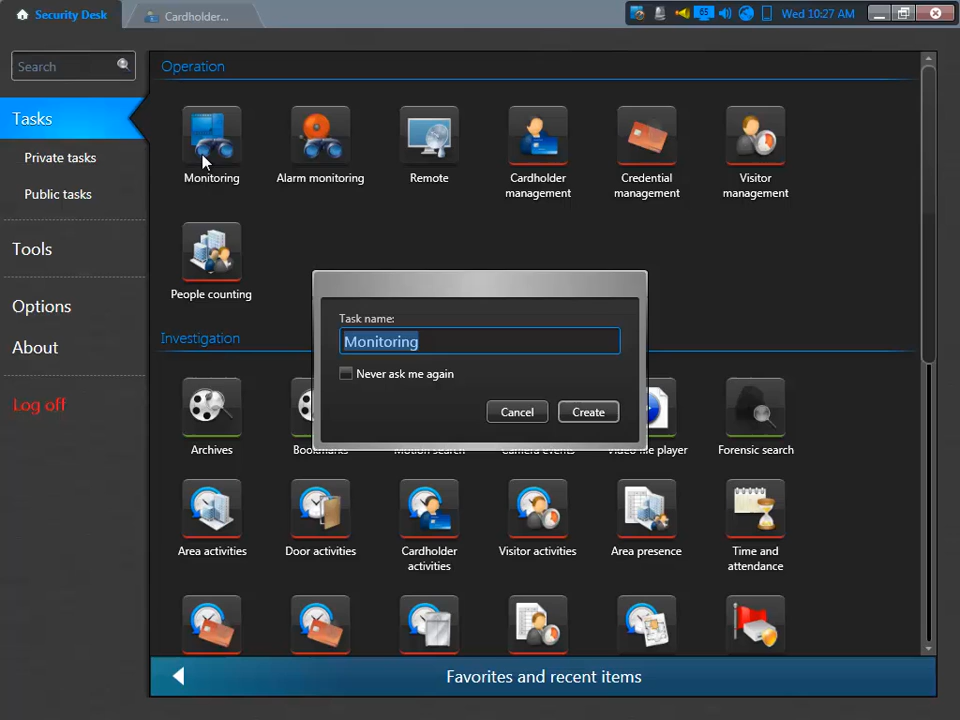 Security Desk
Cardholder...
65
Wed 10:27 AM
Search
Tasks
Private tasks
Public tasks
Tools
Options
About
Log off
Operation
Monitoring
Alarm monitoring
Remote
Cardholder
management
Credential
management
Visitor
management
People counting
Task name:
Monitoring
Never ask me again
Cancel
Create
Investigation
Archives
Forensic search
Area activities
Door activities
Cardholder
activities
Visitor activities
Area presence
Time and
attendance
Favorites and recent items